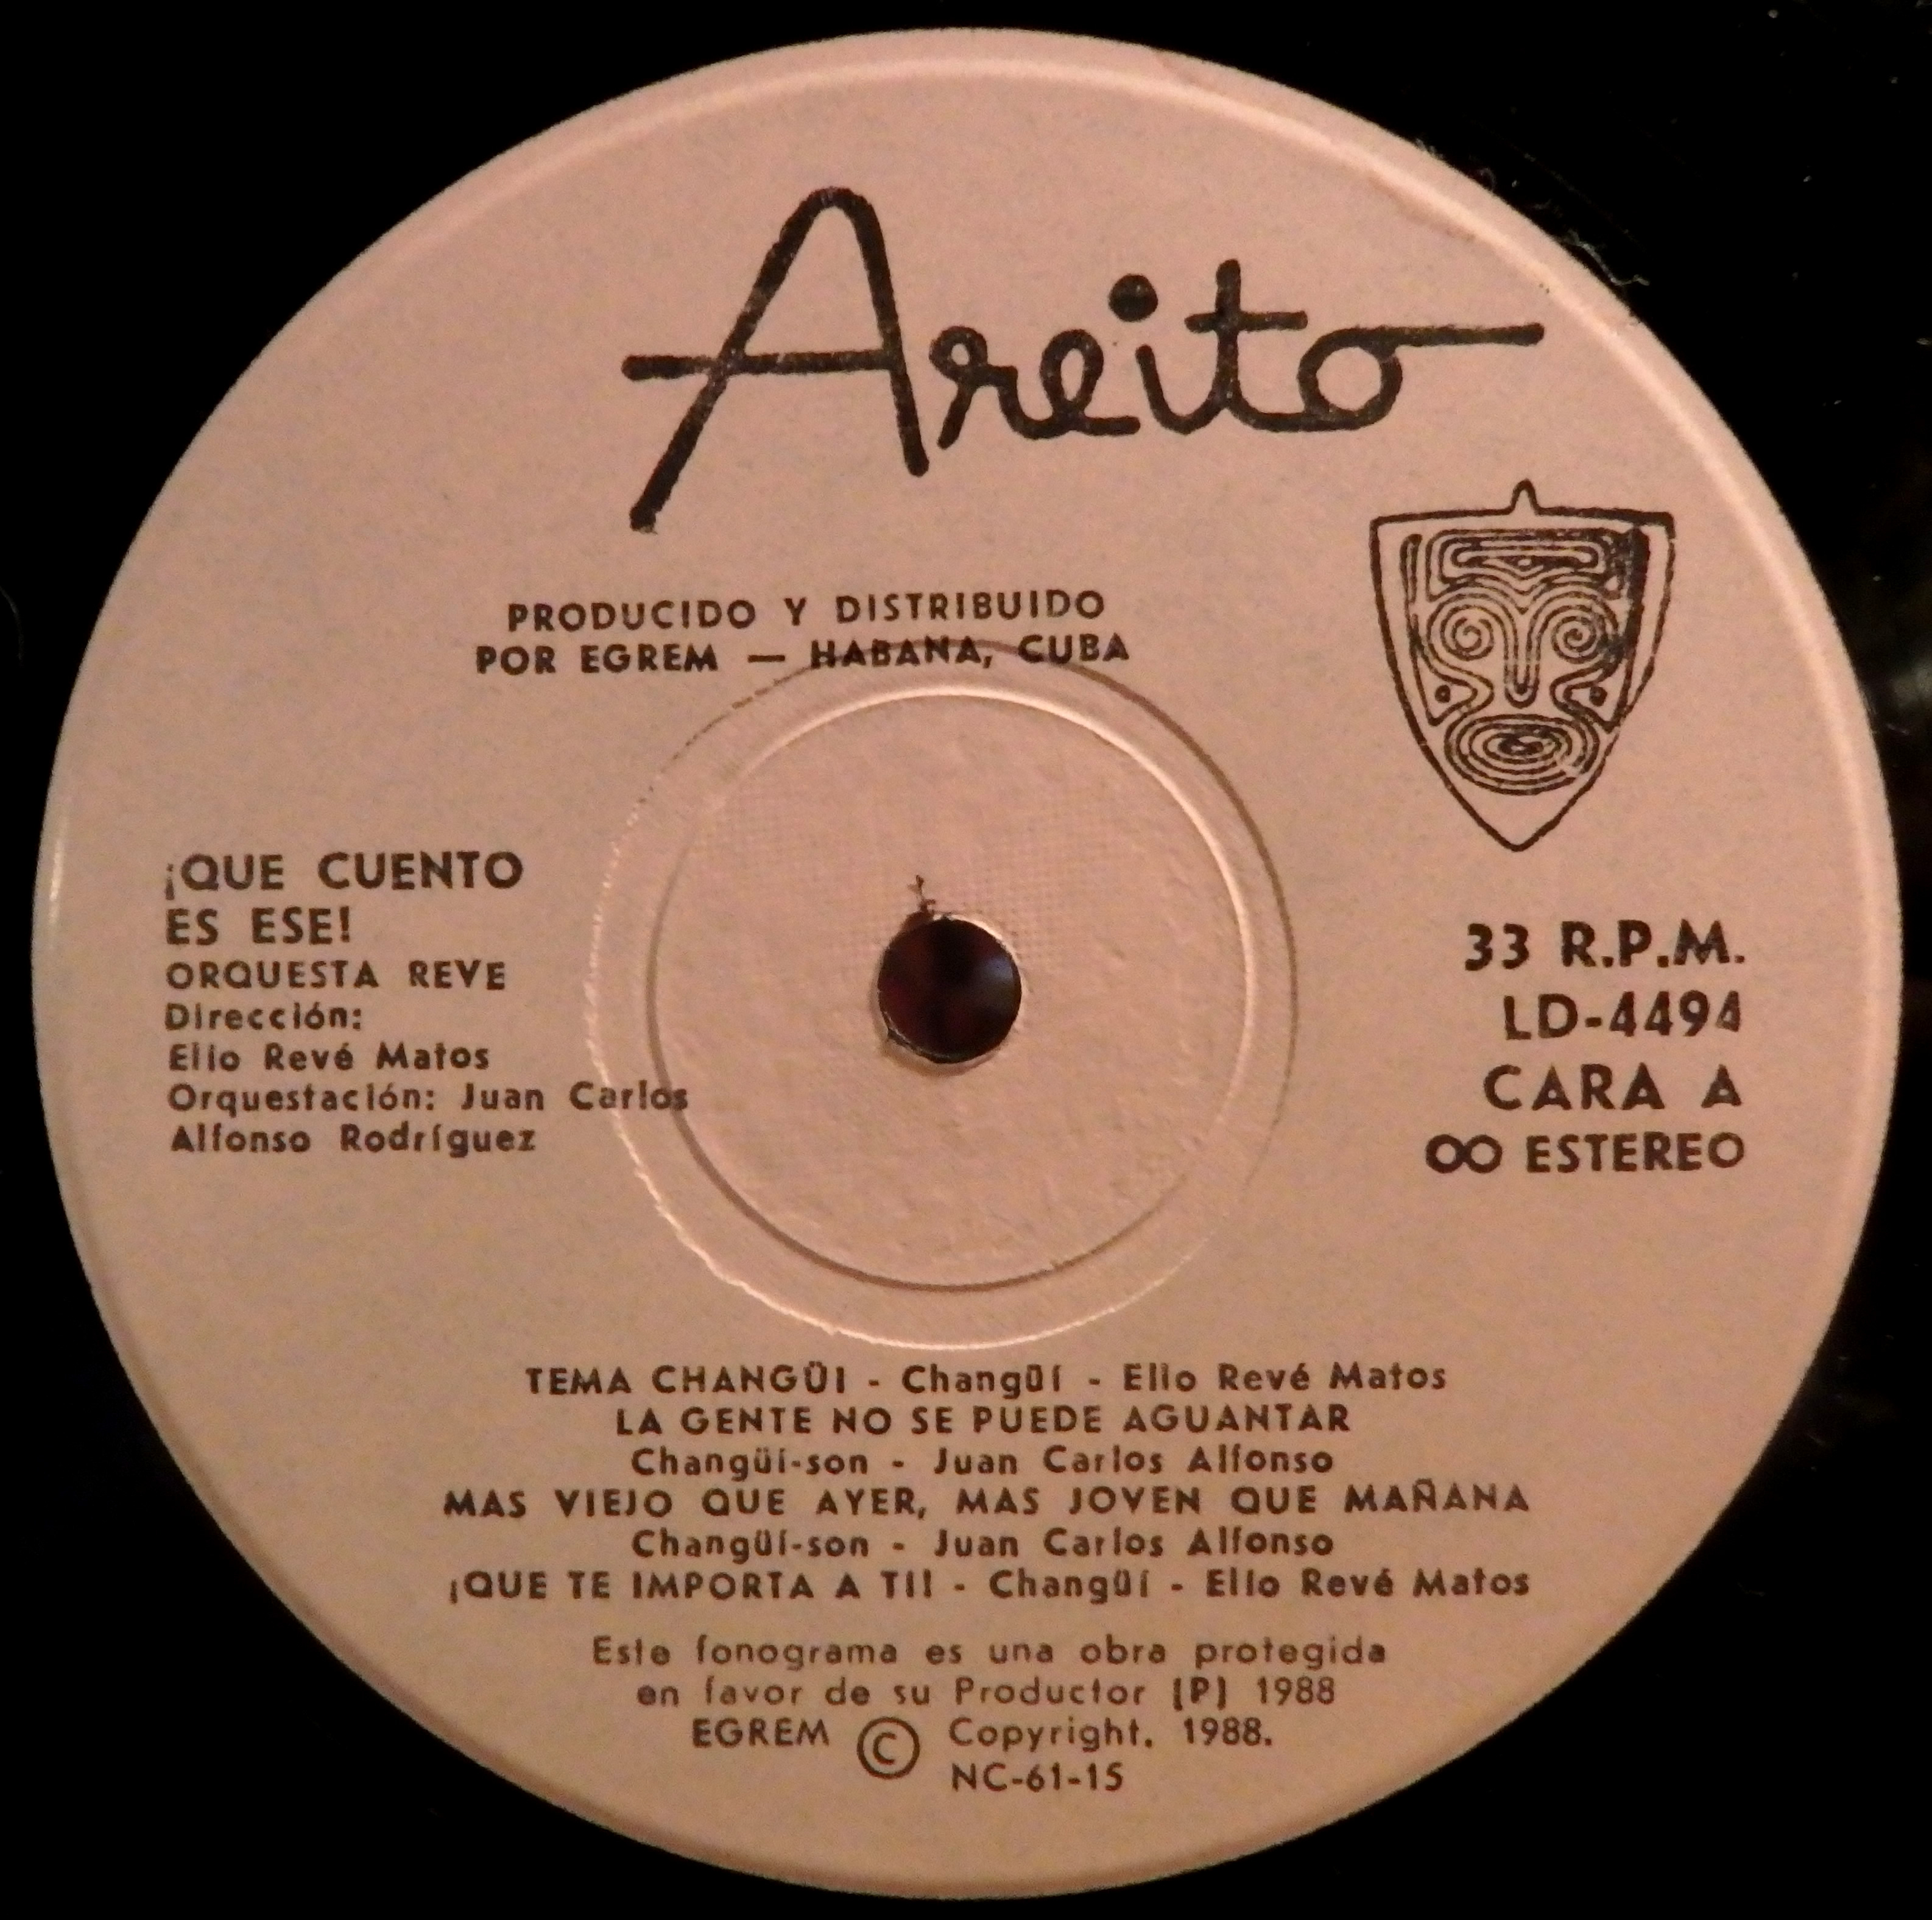 Areito
PRODUCIDO Y DISTRIBUIDO
POR EGREM — HABANA, CUBA
¡QUE CUENTO
ES ESE!
ORQUESTA REVE
Dirección:
Elio Revé Matos
Orquestación: Juan Carlos
Alfonso Rodríguez
33 R.P.M.
LD-4494
CARA A
∞ ESTEREO
TEMA CHANGÜI - Changüí - Elio Revé Matos
LA GENTE NO SE PUEDE AGUANTAR
Changüí-son - Juan Carlos Alfonso
MAS VIEJO QUE AYER, MAS JOVEN QUE MAÑANA
Changüí-son - Juan Carlos Alfonso
¡QUE TE IMPORTA A TI! - Changüí - Elio Revé Matos
Este fonograma es una obra protegida
en favor de su Productor (P) 1988
EGREM © Copyright. 1988.
NC-61-15